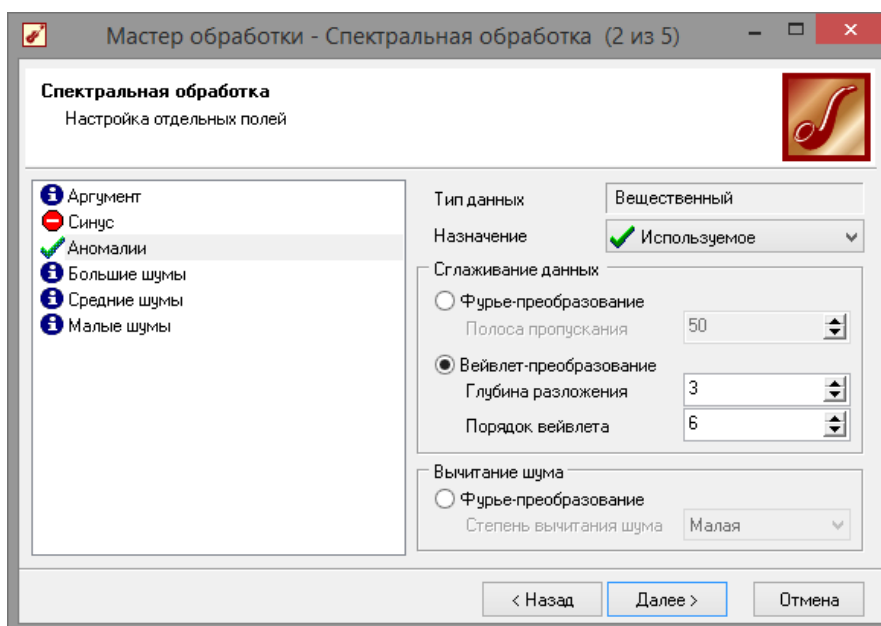 Мастер обработки - Спектральная обработка (2 из 5)
Спектральная обработка
Настройка отдельных полей
Аргумент
Синус
Аномалии
Большие шумы
Средние шумы
Малые шумы
Тип данных Вещественный
Назначение Используемое
Сглаживание данных
Фурье-преобразование
Полоса пропускания 50
Вейвлет-преобразование
Глубина разложения 3
Порядок вейвлета 6
Вычитание шума
Фурье-преобразование
Степень вычитания шума Малая
< Назад Далее > Отмена